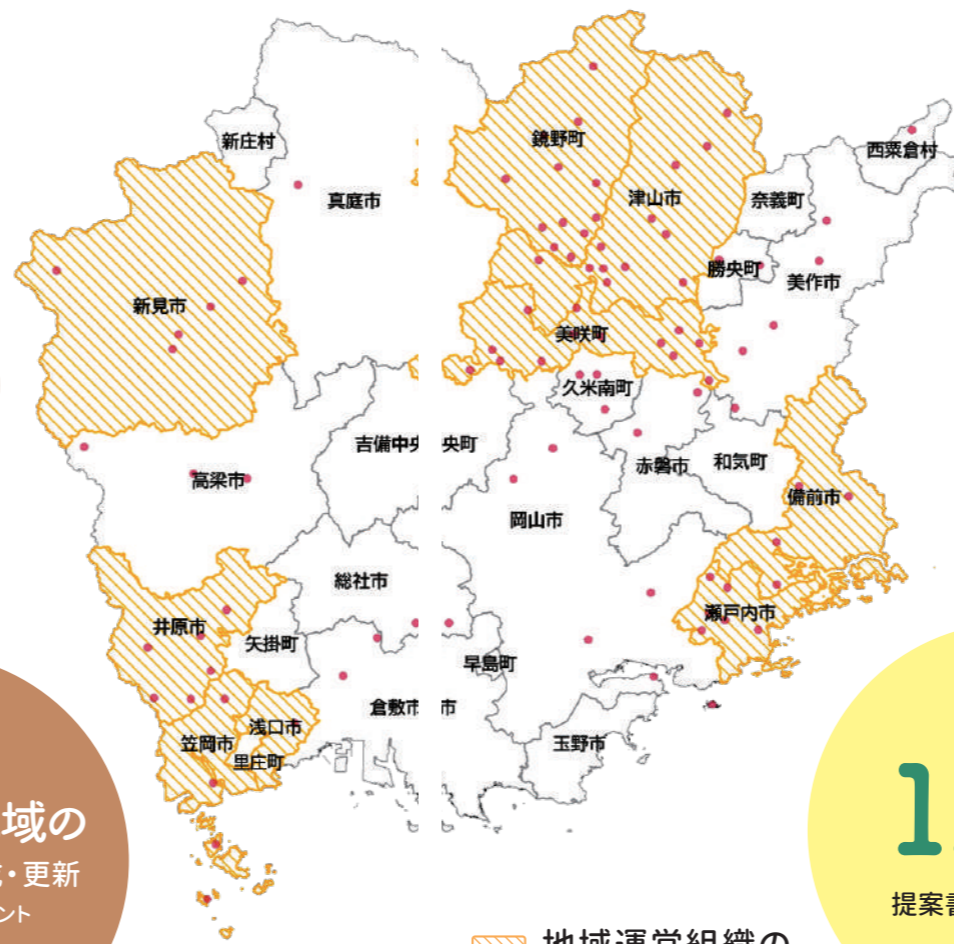 新庄村
真庭市
鏡野町
津山市
奈義町
西粟倉村
勝央町
美作市
新見市
美咲町
久米南町
吉備中央
央町
赤磐市
和気町
高梁市
岡山市
備前市
総社市
井原市
矢掛町
瀬戸内市
早島町
倉敷市
市
浅口市
笠岡市
里庄町
玉野市
域の
・更新
ント
1
提案書
地域運営組織の